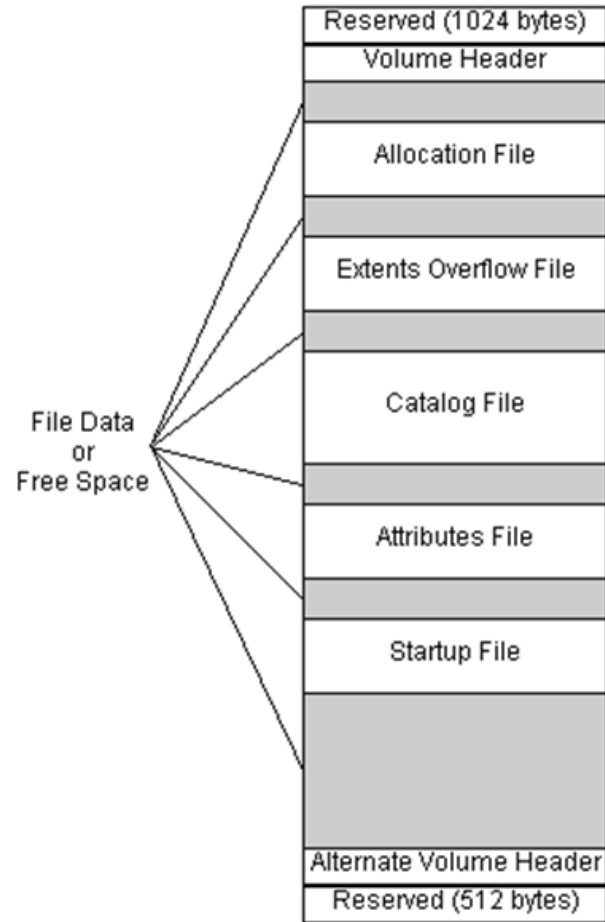 Reserved (1024 bytes)
Volume Header
Allocation File
Extents Overflow File
Catalog File
File Data
or
Free Space
Attributes File
Startup File
Alternate Volume Header
Reserved (512 bytes)